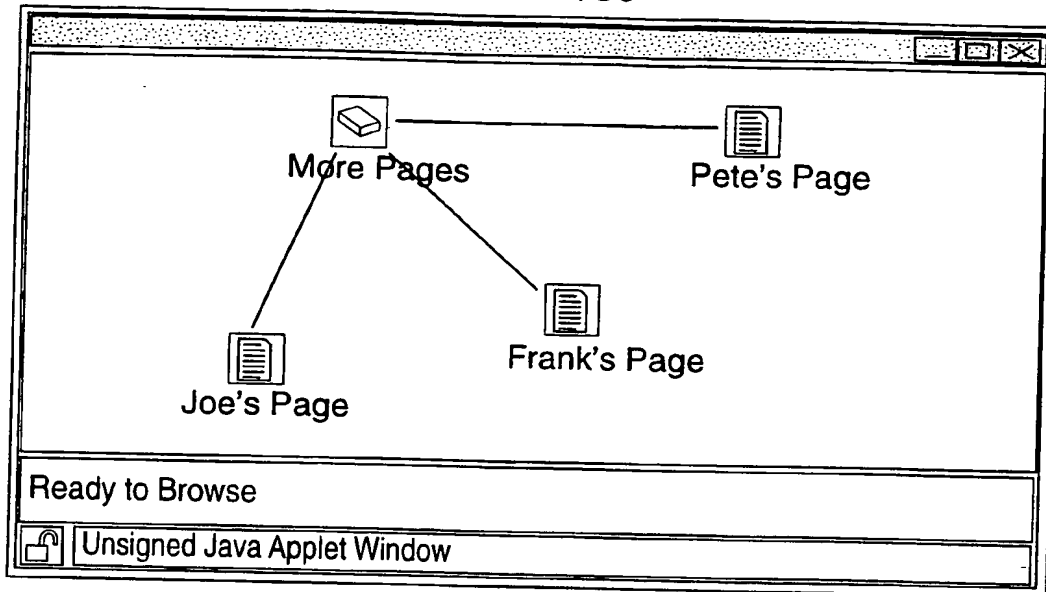 More Pages
Pete's Page
Frank's Page
Joe's Page
Ready to Browse
Unsigned Java Applet Window